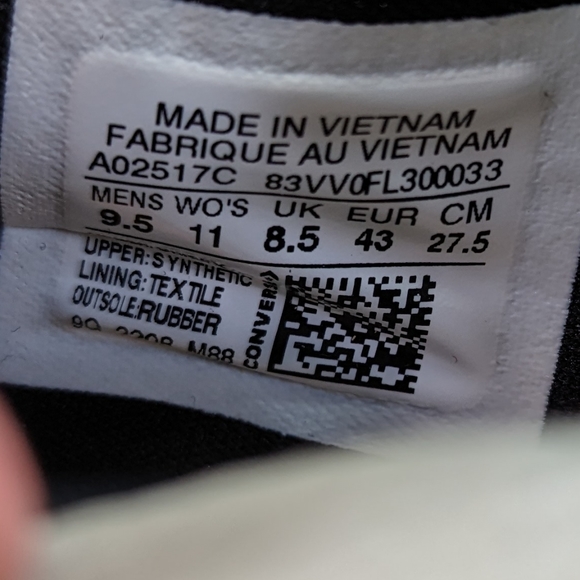 MADE IN VIETNAM
FABRIQUE AU VIETNAM
A02517C 83VV0FL300033
MENS WO'S UK EUR CM
9.5 11 8.5 43 27.5
UPPER:SYNTHETIC
LINING:TEXTILE
OUTSOLE:RUBBER
M88